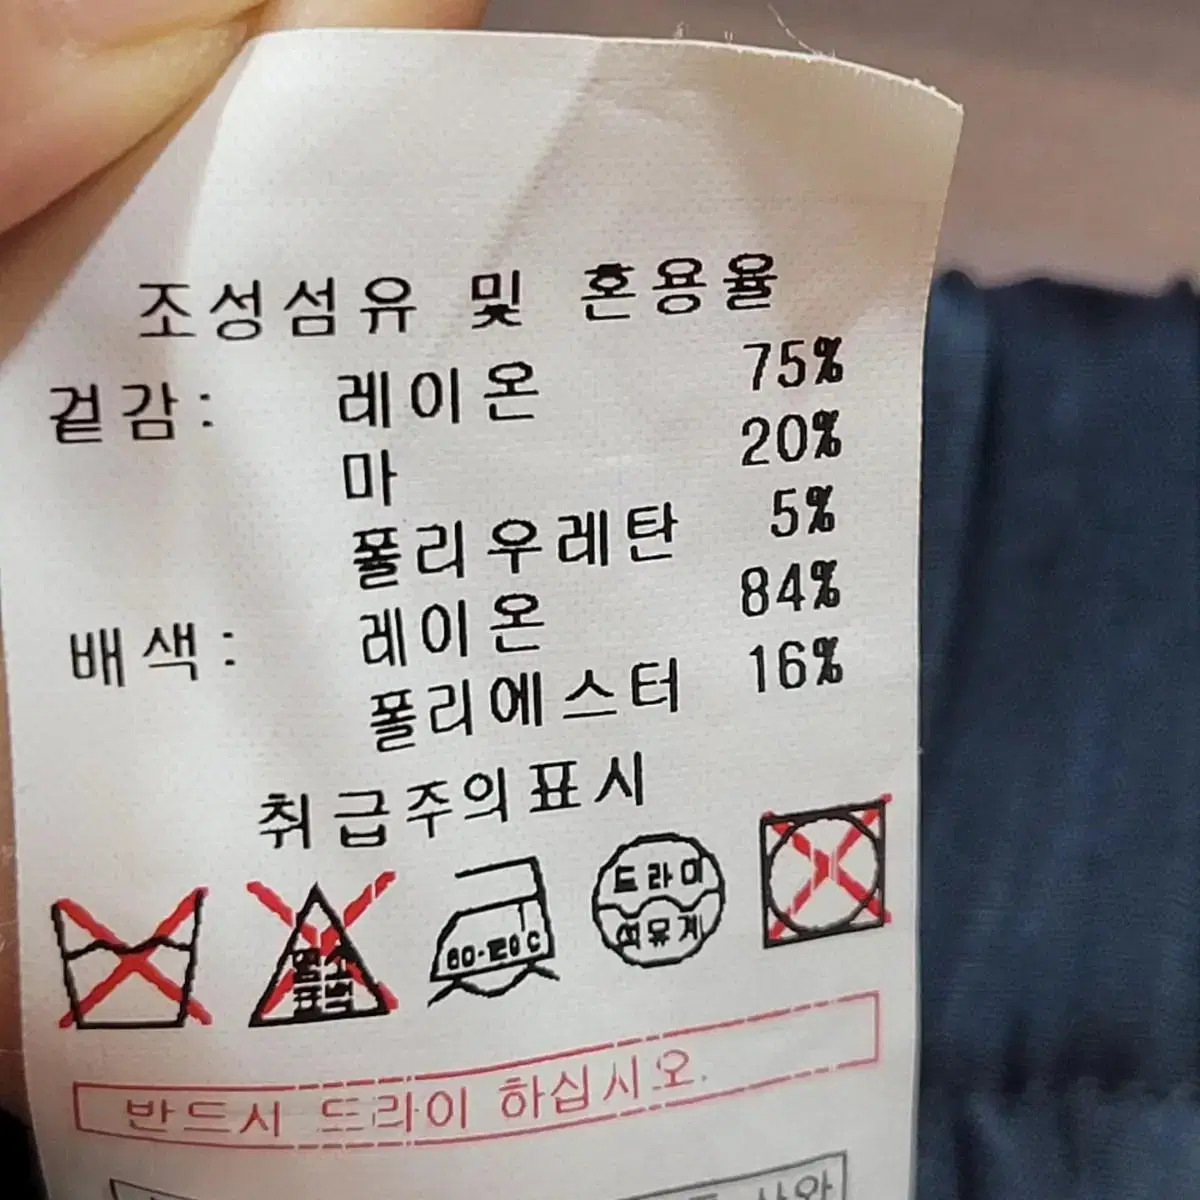 조성섬유 및 혼용율
겉감: 레이온 75%
마 20%
폴리우레탄 5%
배색: 레이온 84%
폴리에스터 16%
취급주의표시
염소 표백
드라이
석유계
반드시 드라이 하십시오.